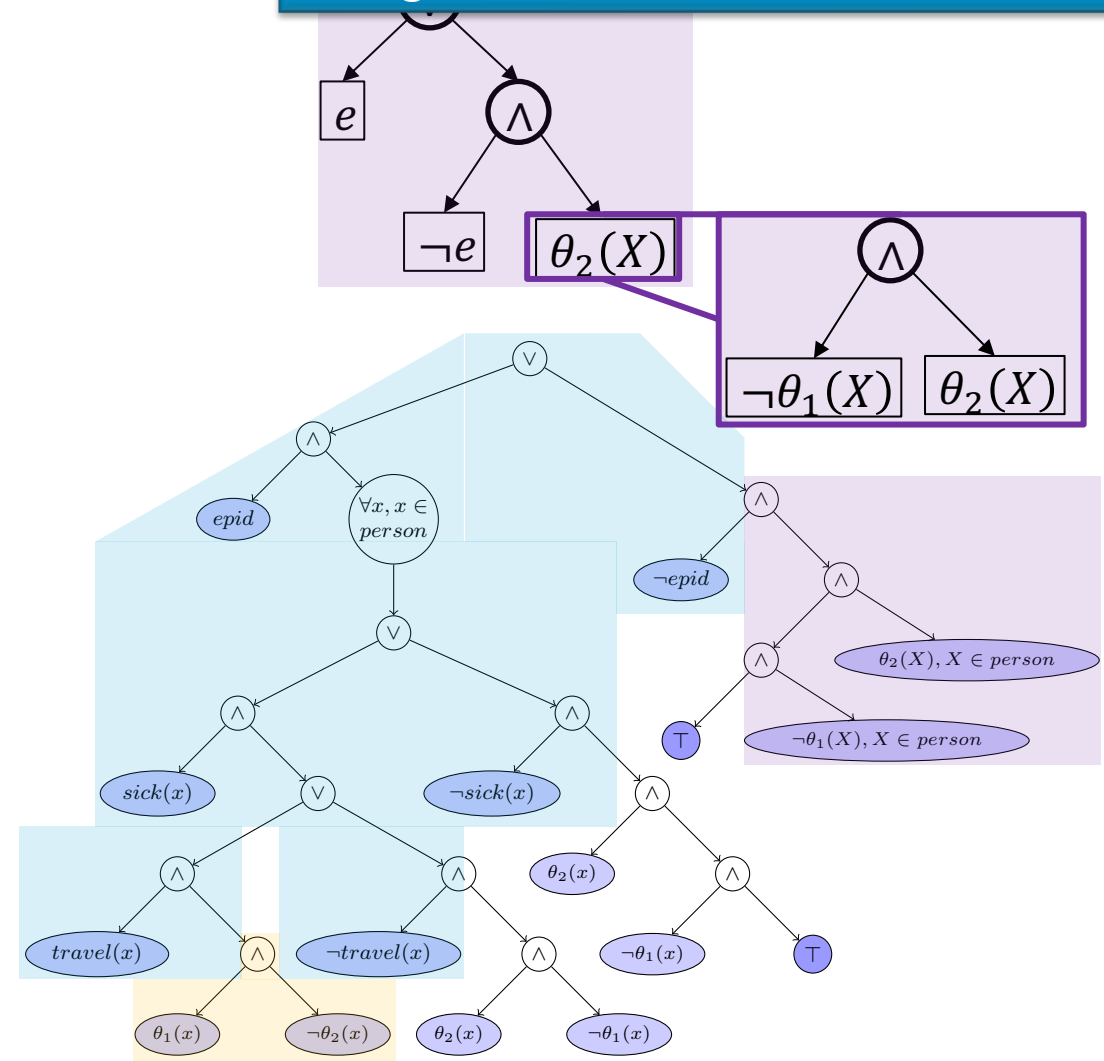 e
∧
¬e
θ₂(X)
∧
¬θ₁(X)
θ₂(X)
∨
∧
epid
∀x, x ∈
person
∧
¬epid
∧
∨
∧
θ₂(X), X ∈ person
∧
∧
⊤
¬θ₁(X), X ∈ person
sick(x)
∨
¬sick(x)
∧
∧
∧
θ₂(x)
∧
travel(x)
∧
¬travel(x)
∧
¬θ₁(x)
⊤
θ₁(x)
¬θ₂(x)
θ₂(x)
¬θ₁(x)